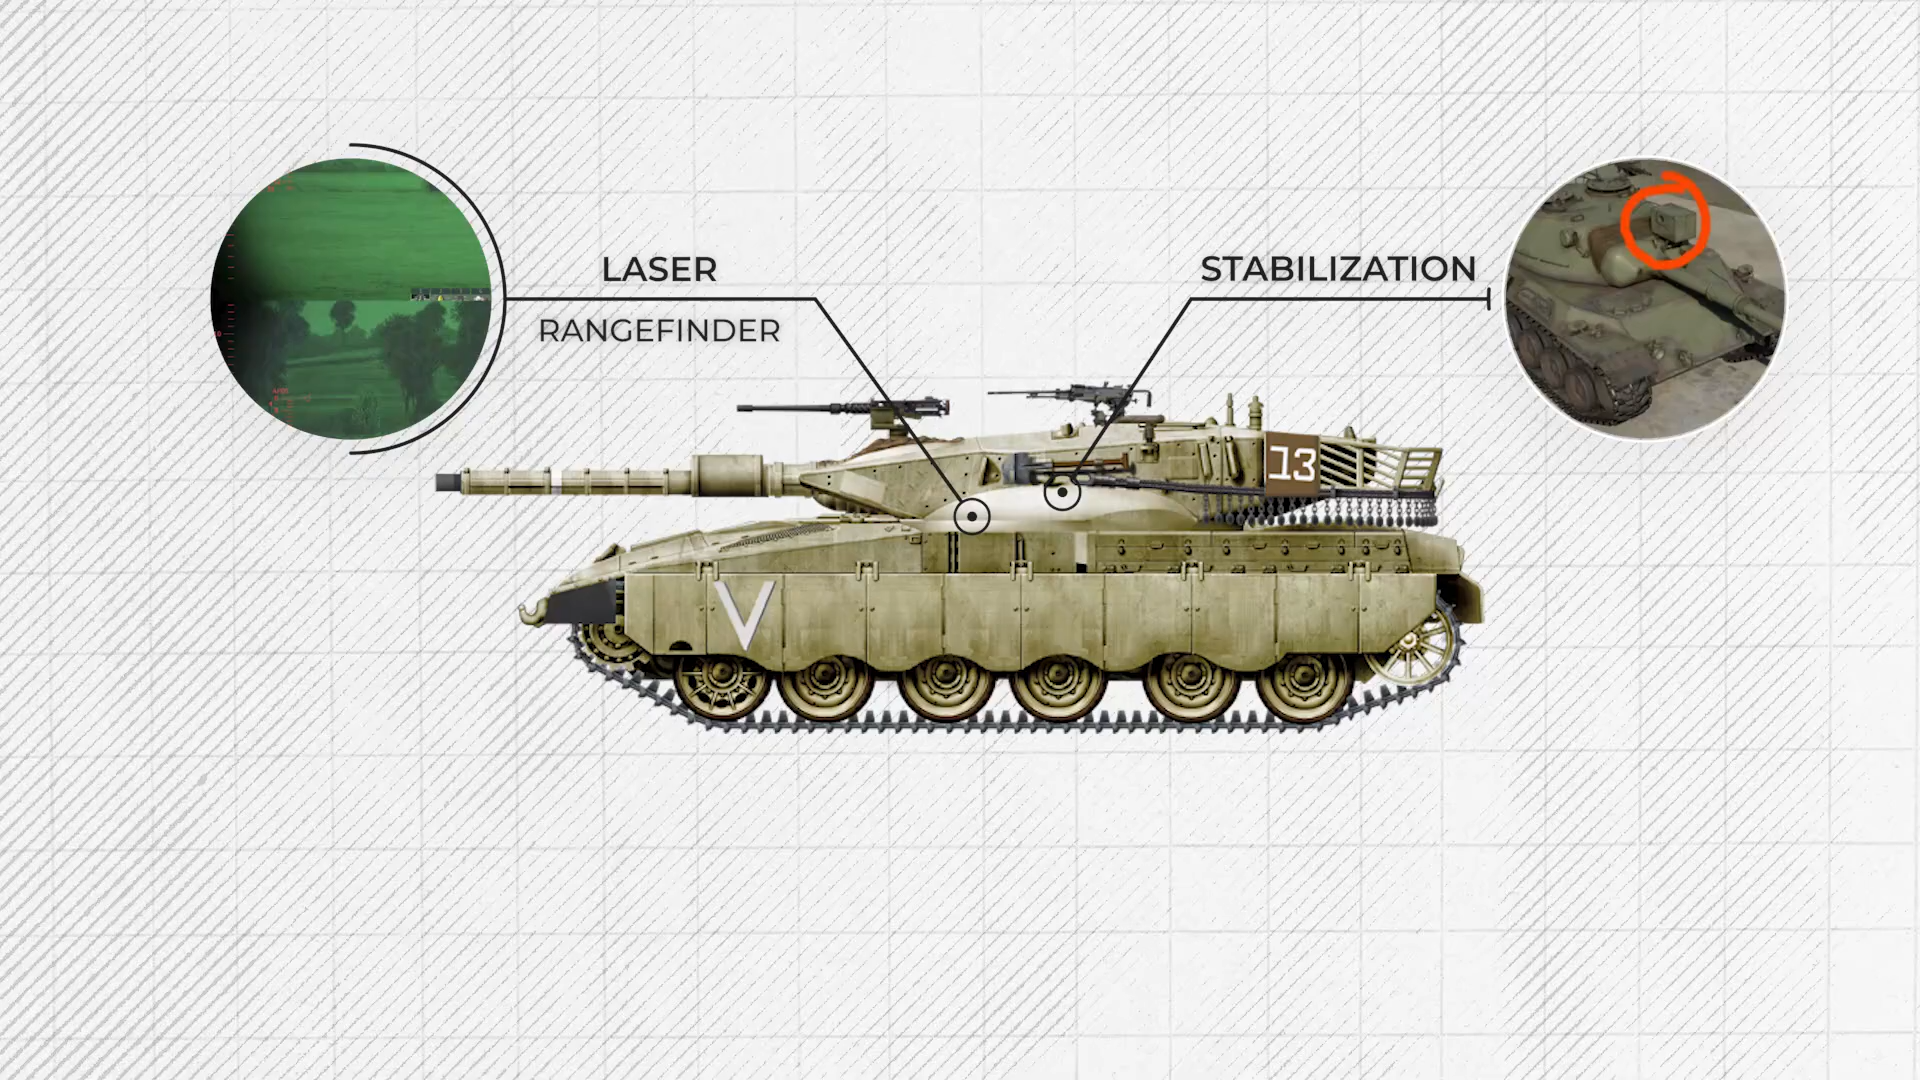 LASER
RANGEFINDER
STABILIZATION
13
V